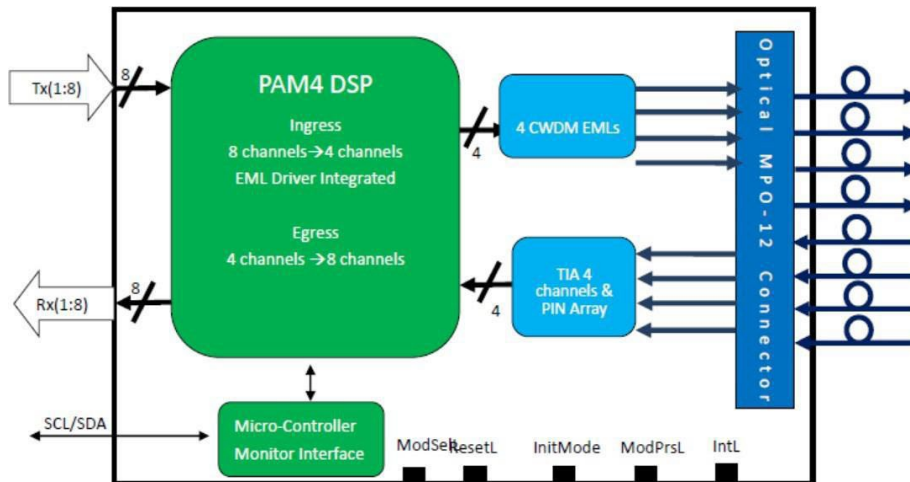 Tx(1:8)
8
PAM4 DSP
Ingress
8 channels→4 channels
EML Driver Integrated
Egress
4 channels →8 channels
4
4 CWDM EMLs
Optical MPO-12 Connector
Rx(1:8)
8
4
TIA 4
channels &
PIN Array
SCL/SDA
Micro-Controller
Monitor Interface
ModSelL
ResetL
InitMode
ModPrsL
IntL